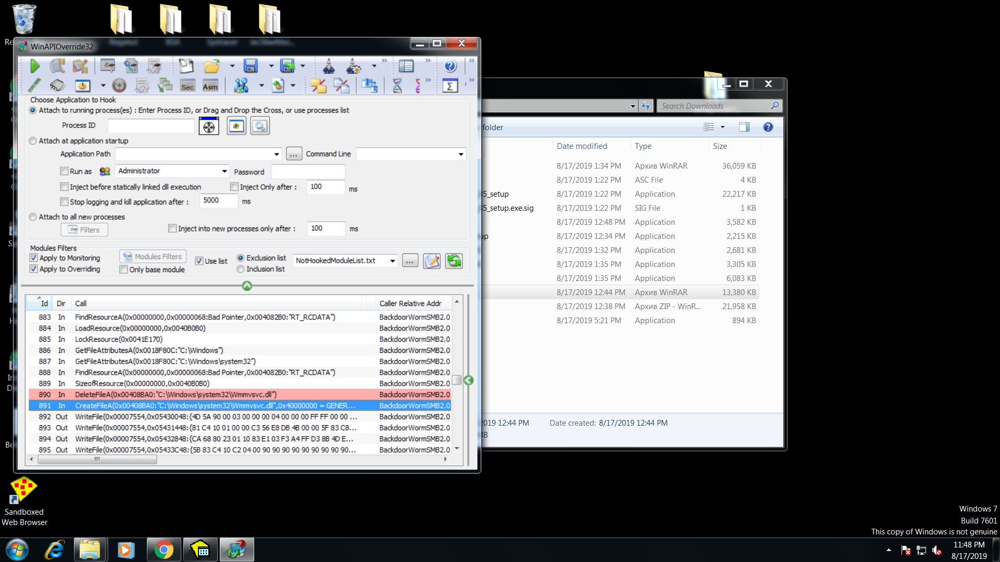 Re
WinAPIOverride32
Sec
Asm
Choose Application to Hook
Attach to running process(es) : Enter Process ID, or Drag and Drop the Cross, or use processes list
Process ID
Attach at application startup
Application Path
...
Command Line
Run as
Administrator
Password
Inject before statically linked dll execution
Inject Only after :
100
ms
Stop logging and kill application after :
5000
ms
Attach to all new processes
Filters
Inject into new processes only after :
100
ms
Modules Filters
Apply to Monitoring
Modules Filters
Use list
Exclusion list
NotHookedModuleList.txt
...
Apply to Overriding
Only base module
Inclusion list
Id Dir Call Caller Relative Addr
883 In FindResourceA(0x00000000,0x00000068:Bad Pointer,0x004082B0:"RT_RCDATA") BackdoorWormSMB2.0
884 In LoadResource(0x00000000,0x0040B0B0) BackdoorWormSMB2.0
885 In LockResource(0x0041E170) BackdoorWormSMB2.0
886 In GetFileAttributesA(0x0018F80C:"C:\Windows") BackdoorWormSMB2.0
887 In GetFileAttributesA(0x0018F80C:"C:\Windows\system32") BackdoorWormSMB2.0
888 In FindResourceA(0x00000000,0x00000068:Bad Pointer,0x004082B0:"RT_RCDATA") BackdoorWormSMB2.0
889 In SizeofResource(0x00000000,0x0040B0B0) BackdoorWormSMB2.0
890 In DeleteFileA(0x00408BA0:"C:\Windows\system32\Wmmvsvc.dll") BackdoorWormSMB2.0
891 In CreateFileA(0x00408BA0:"C:\Windows\system32\Wmmvsvc.dll",0x40000000 = GENER... BackdoorWormSMB2.0
892 Out WriteFile(0x00007554,0x05430048:{4D 5A 90 00 03 00 00 00 04 00 00 00 FF FF 00 00 ... BackdoorWormSMB2.0
893 Out WriteFile(0x00007554,0x05431448:{81 C4 10 01 00 00 C3 56 E8 DB 4B 00 00 5F 83 C8... BackdoorWormSMB2.0
894 Out WriteFile(0x00007554,0x05432848:{CA 68 80 23 01 10 83 E1 03 F3 A4 FF D3 8B 4D E... BackdoorWormSMB2.0
895 Out WriteFile(0x00007554,0x05433C48:{5B 83 C4 10 C2 04 00 90 90 90 90 90 90 90 90 90... BackdoorWormSMB2.0
Search Downloads
folder
Date modified Type Size
8/17/2019 1:34 PM Архив WinRAR 36,059 KB
8/17/2019 1:22 PM ASC File 4 KB
35_setup 8/17/2019 1:22 PM Application 22,217 KB
35_setup.exe.sig 8/17/2019 1:22 PM SIG File 1 KB
8/17/2019 12:48 PM Application 3,582 KB
up 8/17/2019 12:34 PM Application 2,215 KB
8/17/2019 1:32 PM Application 2,681 KB
8/17/2019 1:35 PM Application 3,305 KB
8/17/2019 1:35 PM Application 6,083 KB
8/17/2019 12:44 PM Архив WinRAR 13,380 KB
8/17/2019 12:38 PM Архив ZIP - WinR... 21,958 KB
8/17/2019 5:21 PM Application 894 KB
2019 12:44 PM Date created: 8/17/2019 12:44 PM
MB
Be
Sandboxed
Web Browser
Windows 7
Build 7601
This copy of Windows is not genuine
11:48 PM
8/17/2019